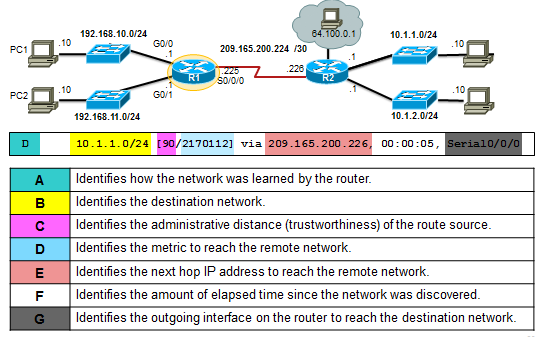 64.100.0.1
192.168.10.0/24
10.1.1.0/24
PC1
.10
G0/0
.1
209.165.200.224 /30
.1
.10
R1
.225
S0/0/0
.226
R2
PC2
.10
.1
G0/1
.1
.10
192.168.11.0/24
10.1.2.0/24
D 10.1.1.0/24 [90/2170112] via 209.165.200.226, 00:00:05, Serial0/0/0
A Identifies how the network was learned by the router.
B Identifies the destination network.
C Identifies the administrative distance (trustworthiness) of the route source.
D Identifies the metric to reach the remote network.
E Identifies the next hop IP address to reach the remote network.
F Identifies the amount of elapsed time since the network was discovered.
G Identifies the outgoing interface on the router to reach the destination network.